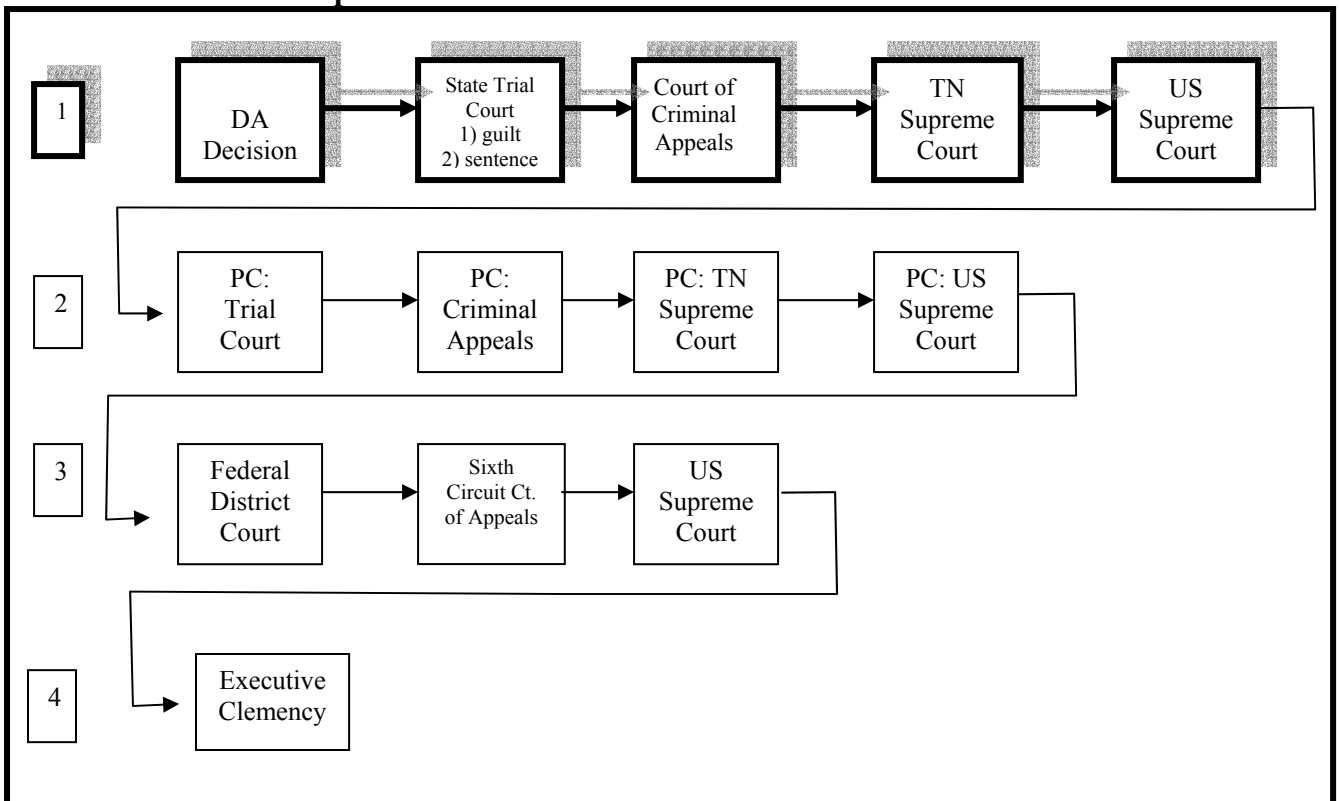 1
DA
Decision
State Trial
Court
1) guilt
2) sentence
Court of
Criminal
Appeals
TN
Supreme
Court
US
Supreme
Court
2
PC:
Trial
Court
PC:
Criminal
Appeals
PC: TN
Supreme
Court
PC: US
Supreme
Court
3
Federal
District
Court
Sixth
Circuit Ct.
of Appeals
US
Supreme
Court
4
Executive
Clemency